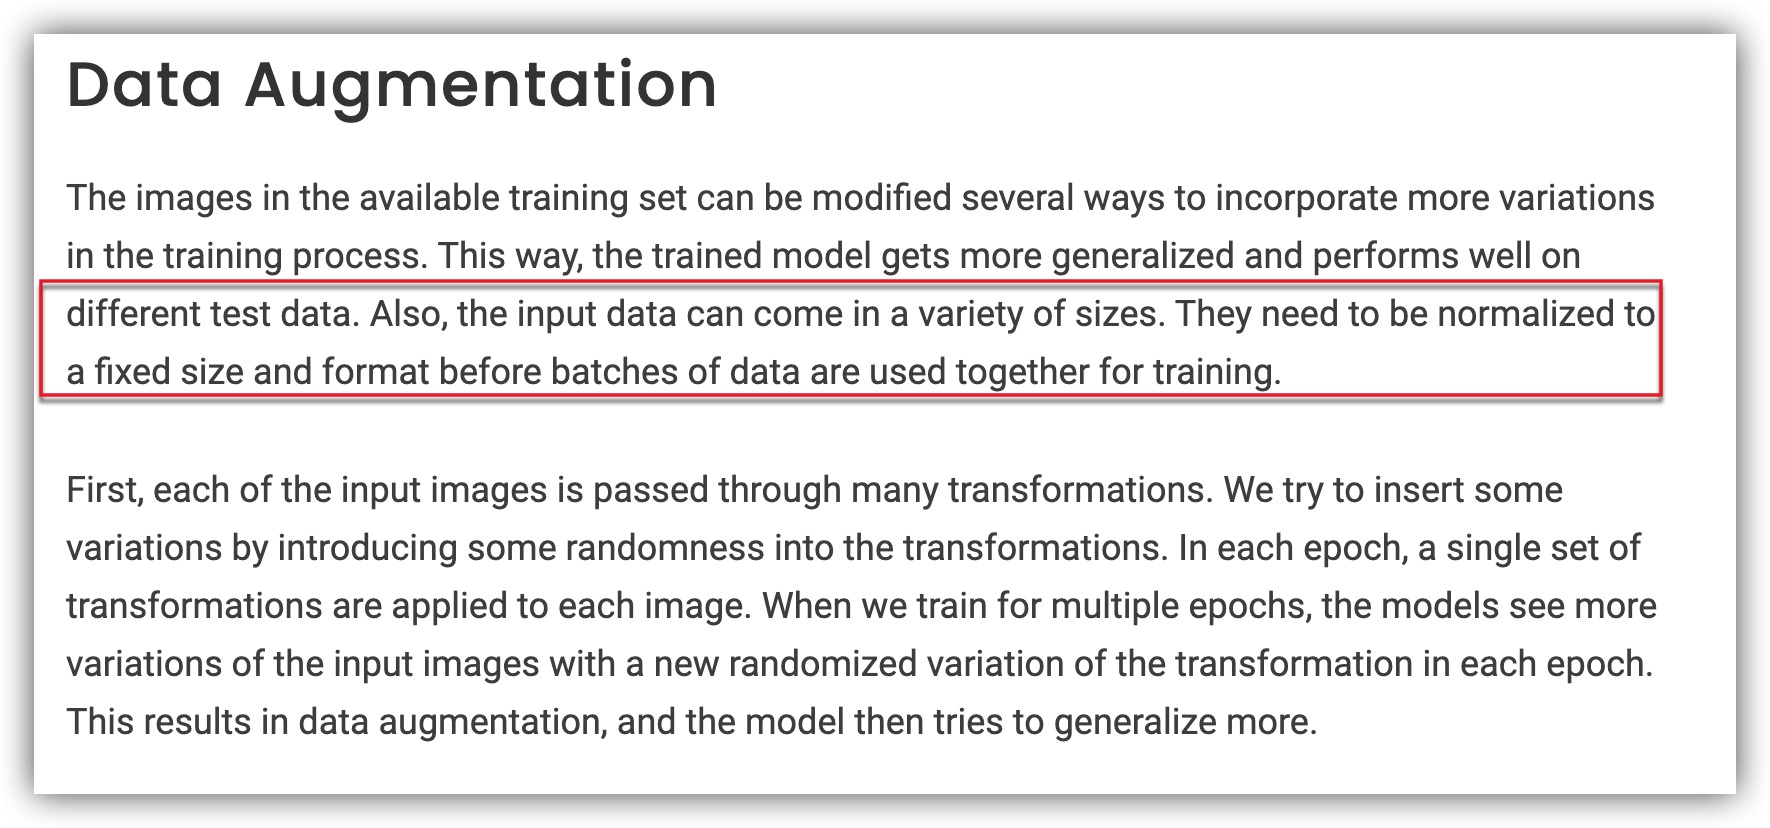 Data Augmentation
The images in the available training set can be modified several ways to incorporate more variations
in the training process. This way, the trained model gets more generalized and performs well on
different test data. Also, the input data can come in a variety of sizes. They need to be normalized to
a fixed size and format before batches of data are used together for training.
First, each of the input images is passed through many transformations. We try to insert some
variations by introducing some randomness into the transformations. In each epoch, a single set of
transformations are applied to each image. When we train for multiple epochs, the models see more
variations of the input images with a new randomized variation of the transformation in each epoch.
This results in data augmentation, and the model then tries to generalize more.